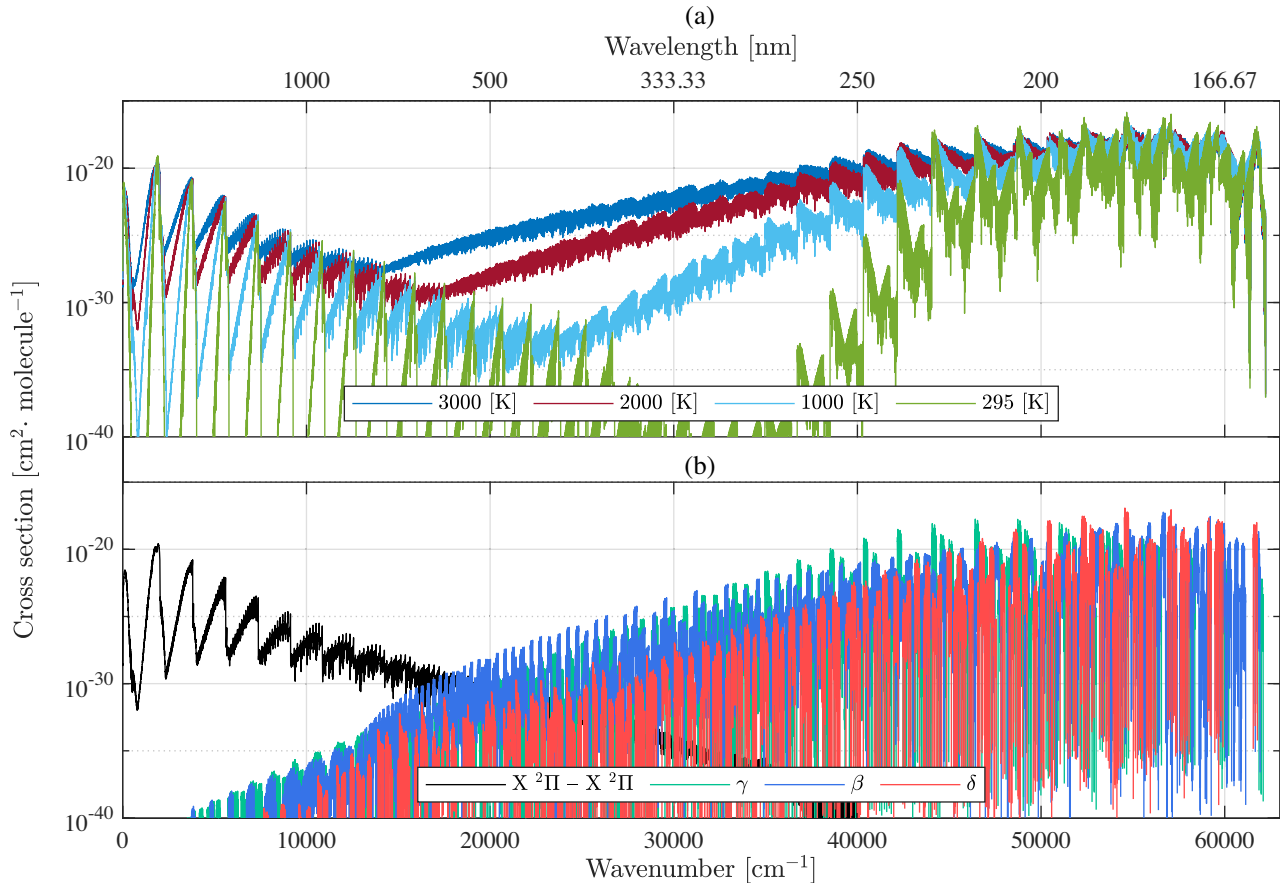 (a)
Wavelength [nm]
1000 500 333.33 250 200 166.67
10⁻²⁰
10⁻³⁰
10⁻⁴⁰
3000 [K] 2000 [K] 1000 [K] 295 [K]
Cross section [cm²· molecule⁻¹]
(b)
10⁻²⁰
10⁻³⁰
10⁻⁴⁰
X ²Π − X ²Π γ β δ
0 10000 20000 30000 40000 50000 60000
Wavenumber [cm⁻¹]